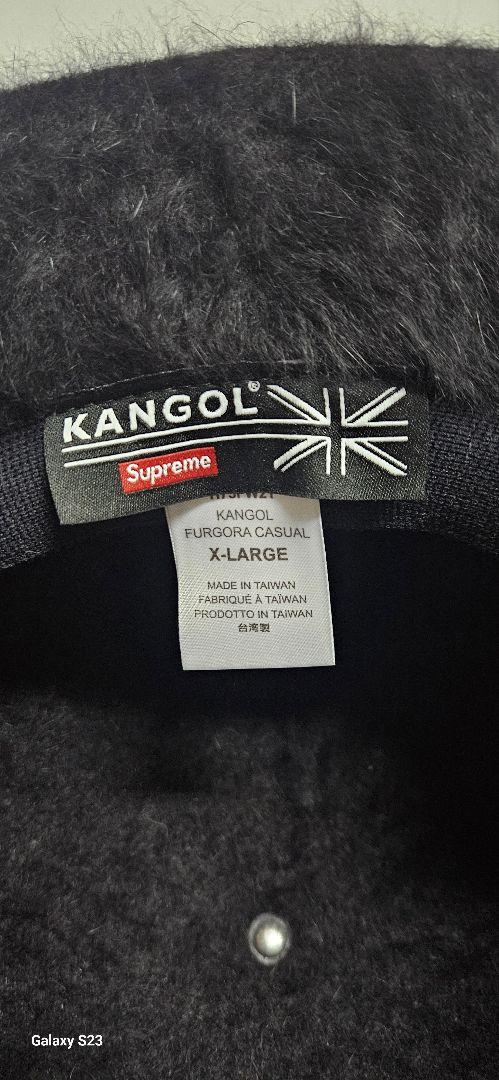 KANGOL®
Supreme
KANGOL
FURGORA CASUAL
X-LARGE
MADE IN TAIWAN
FABRIQUÉ À TAÏWAN
PRODOTTO IN TAIWAN
台湾製
Galaxy S23